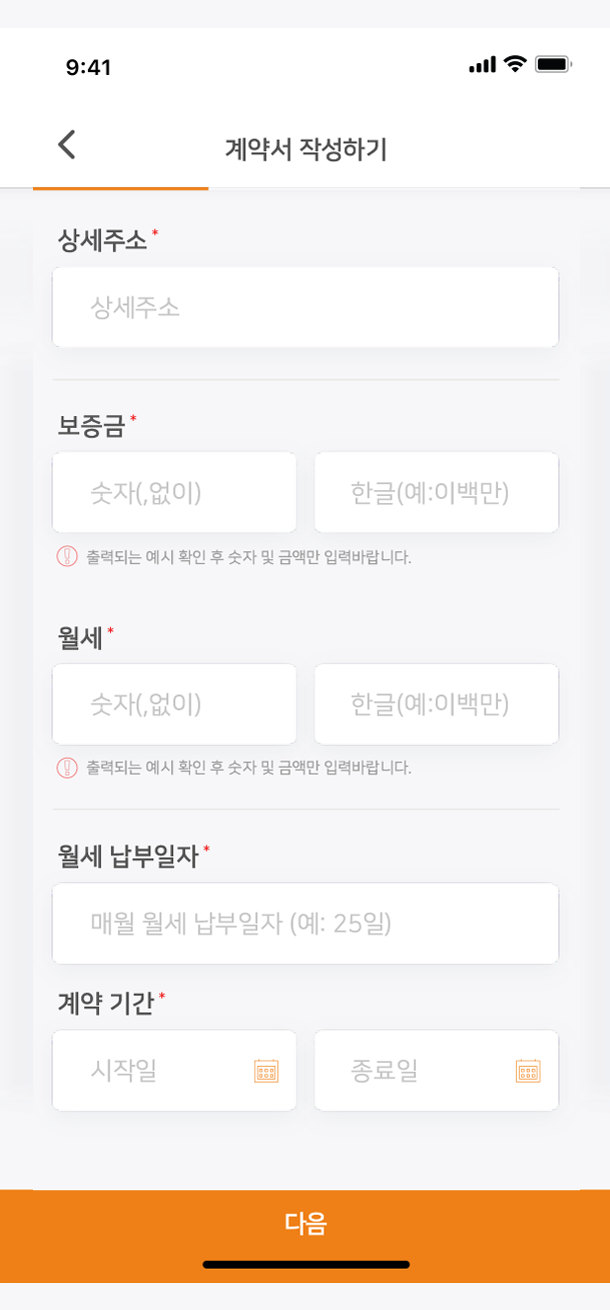 9:41
계약서 작성하기
상세주소 *
상세주소
보증금 *
숫자(,없이) 한글(예:이백만)
출력되는 예시 확인 후 숫자 및 금액만 입력바랍니다.
월세 *
숫자(,없이) 한글(예:이백만)
출력되는 예시 확인 후 숫자 및 금액만 입력바랍니다.
월세 납부일자 *
매월 월세 납부일자 (예: 25일)
계약 기간 *
시작일 종료일
다음